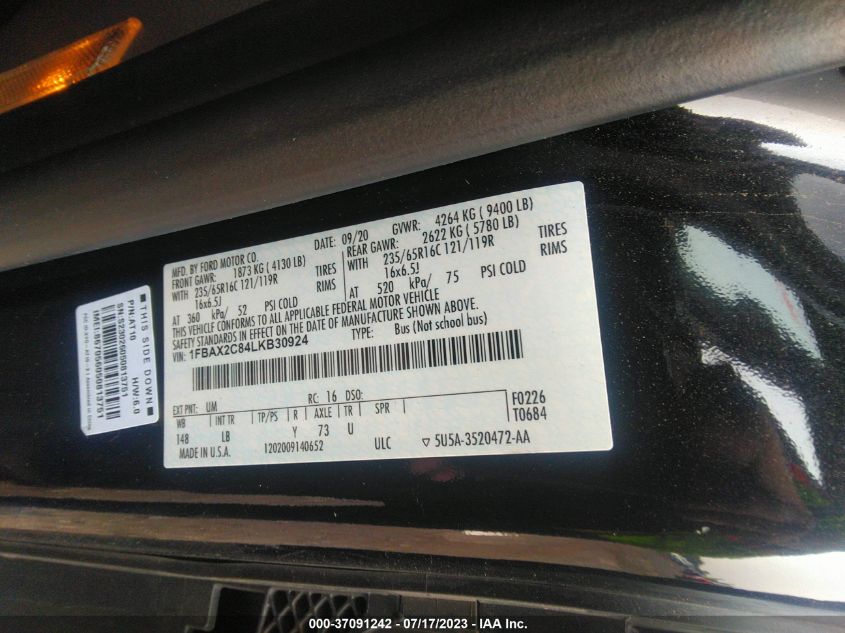 MFD. BY FORD MOTOR CO.
DATE: 09/20
GVWR: 4264 KG ( 9400 LB)
FRONT GAWR: 1873 KG ( 4130 LB)
REAR GAWR: 2622 KG ( 5780 LB)
WITH 235/65R16C 121/119R TIRES
WITH 235/65R16C 121/119R TIRES
16x6.5J RIMS
16x6.5J RIMS
AT 360 kPa/ 52 PSI COLD
AT 520 kPa/ 75 PSI COLD
THIS VEHICLE CONFORMS TO ALL APPLICABLE FEDERAL MOTOR VEHICLE
SAFETY STANDARDS IN EFFECT ON THE DATE OF MANUFACTURE SHOWN ABOVE.
VIN: 1FBAX2C84LKB30924
TYPE: Bus (Not school bus)
EXT PNT: UM RC: 16 DSO: F0226
WB INT TR TP/PS R AXLE TR SPR T0684
148 LB Y 73 U
MADE IN U.S.A. 1202009140652 ULC 5U5A-3520472-AA
THIS SIDE DOWN
P/N:AT10 H/W:6.0
SN:S23026050813751
000-37091242 - 07/17/2023 - IAA Inc.